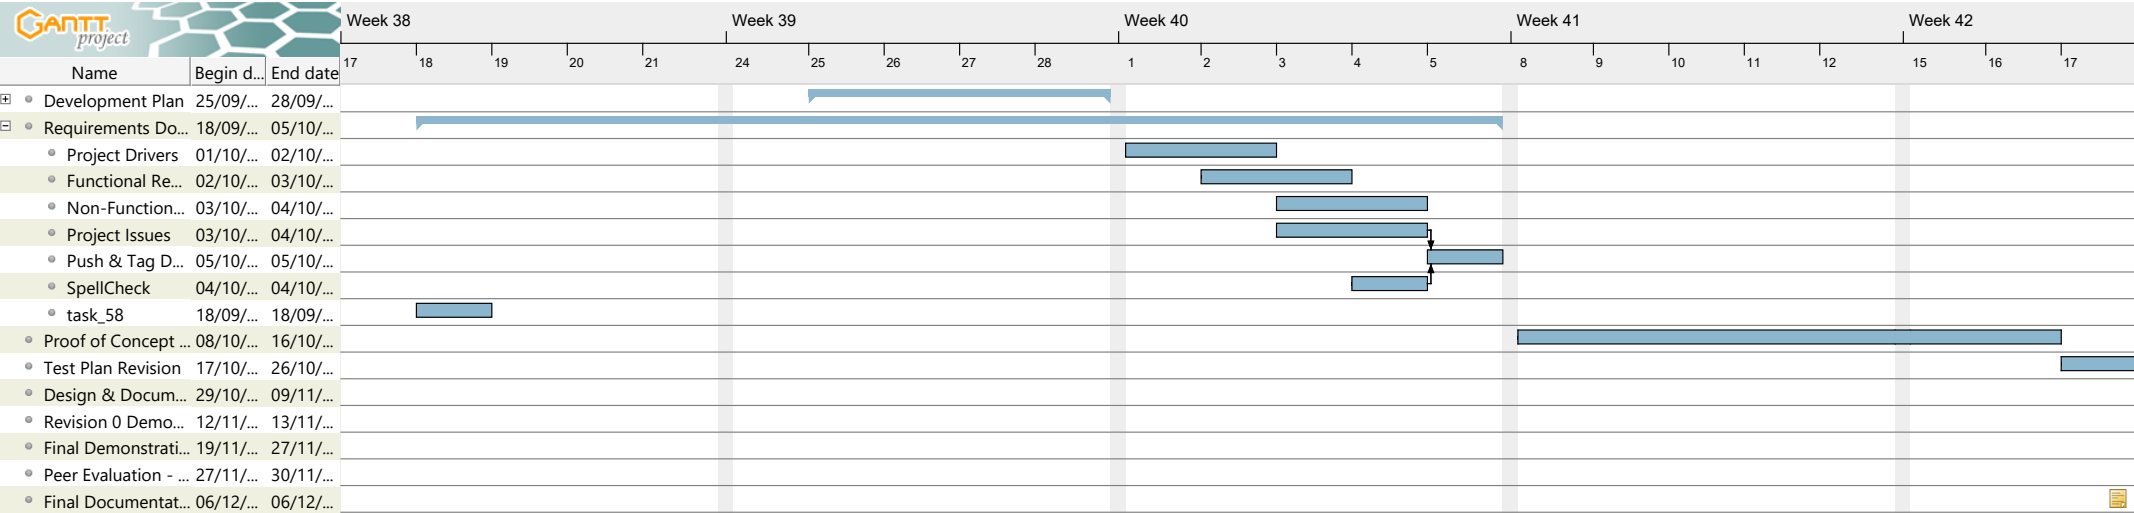 GANTT
project
Week 38 Week 39 Week 40 Week 41 Week 42
17 18 19 20 21 24 25 26 27 28 1 2 3 4 5 8 9 10 11 12 15 16 17
Name Begin d... End date
Development Plan 25/09/... 28/09/...
Requirements Do... 18/09/... 05/10/...
Project Drivers 01/10/... 02/10/...
Functional Re... 02/10/... 03/10/...
Non-Function... 03/10/... 04/10/...
Project Issues 03/10/... 04/10/...
Push & Tag D... 05/10/... 05/10/...
SpellCheck 04/10/... 04/10/...
task_58 18/09/... 18/09/...
Proof of Concept ... 08/10/... 16/10/...
Test Plan Revision 17/10/... 26/10/...
Design & Docum... 29/10/... 09/11/...
Revision 0 Demo... 12/11/... 13/11/...
Final Demonstrati... 19/11/... 27/11/...
Peer Evaluation - ... 27/11/... 30/11/...
Final Documentat... 06/12/... 06/12/...